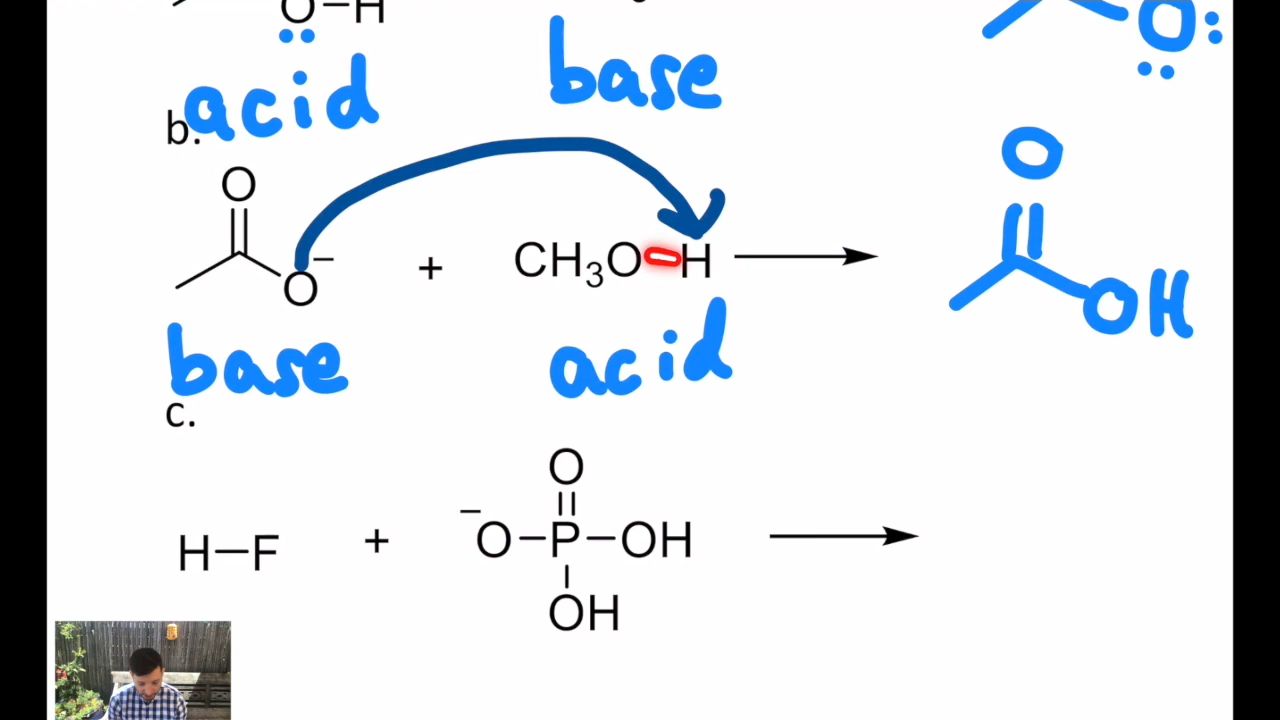 O–H
O:
acid
base
b.
O
O
O⁻
+
CH₃O–H
OH
base
acid
c.
O
H–F
+
⁻O–P–OH
OH